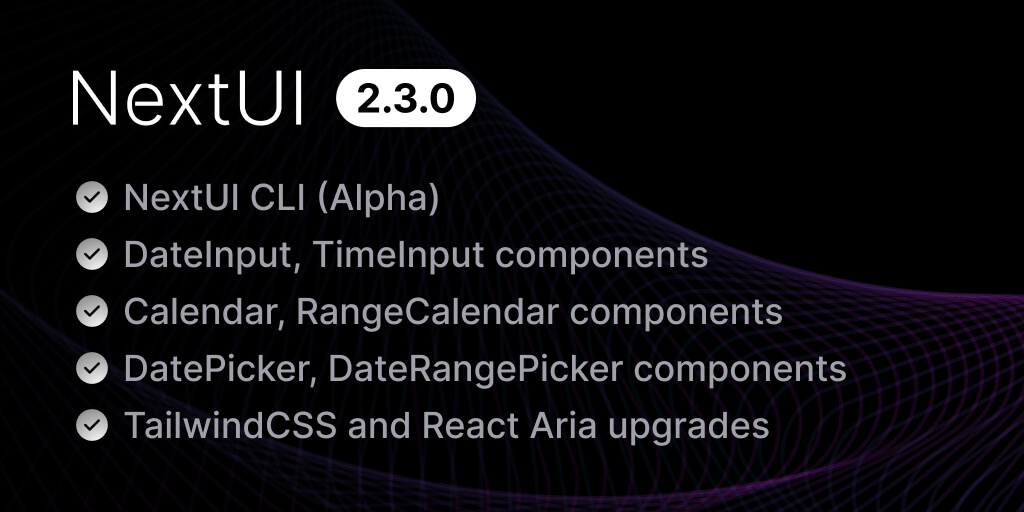 NextUI 2.3.0
NextUI CLI (Alpha)
DateInput, TimeInput components
Calendar, RangeCalendar components
DatePicker, DateRangePicker components
TailwindCSS and React Aria upgrades